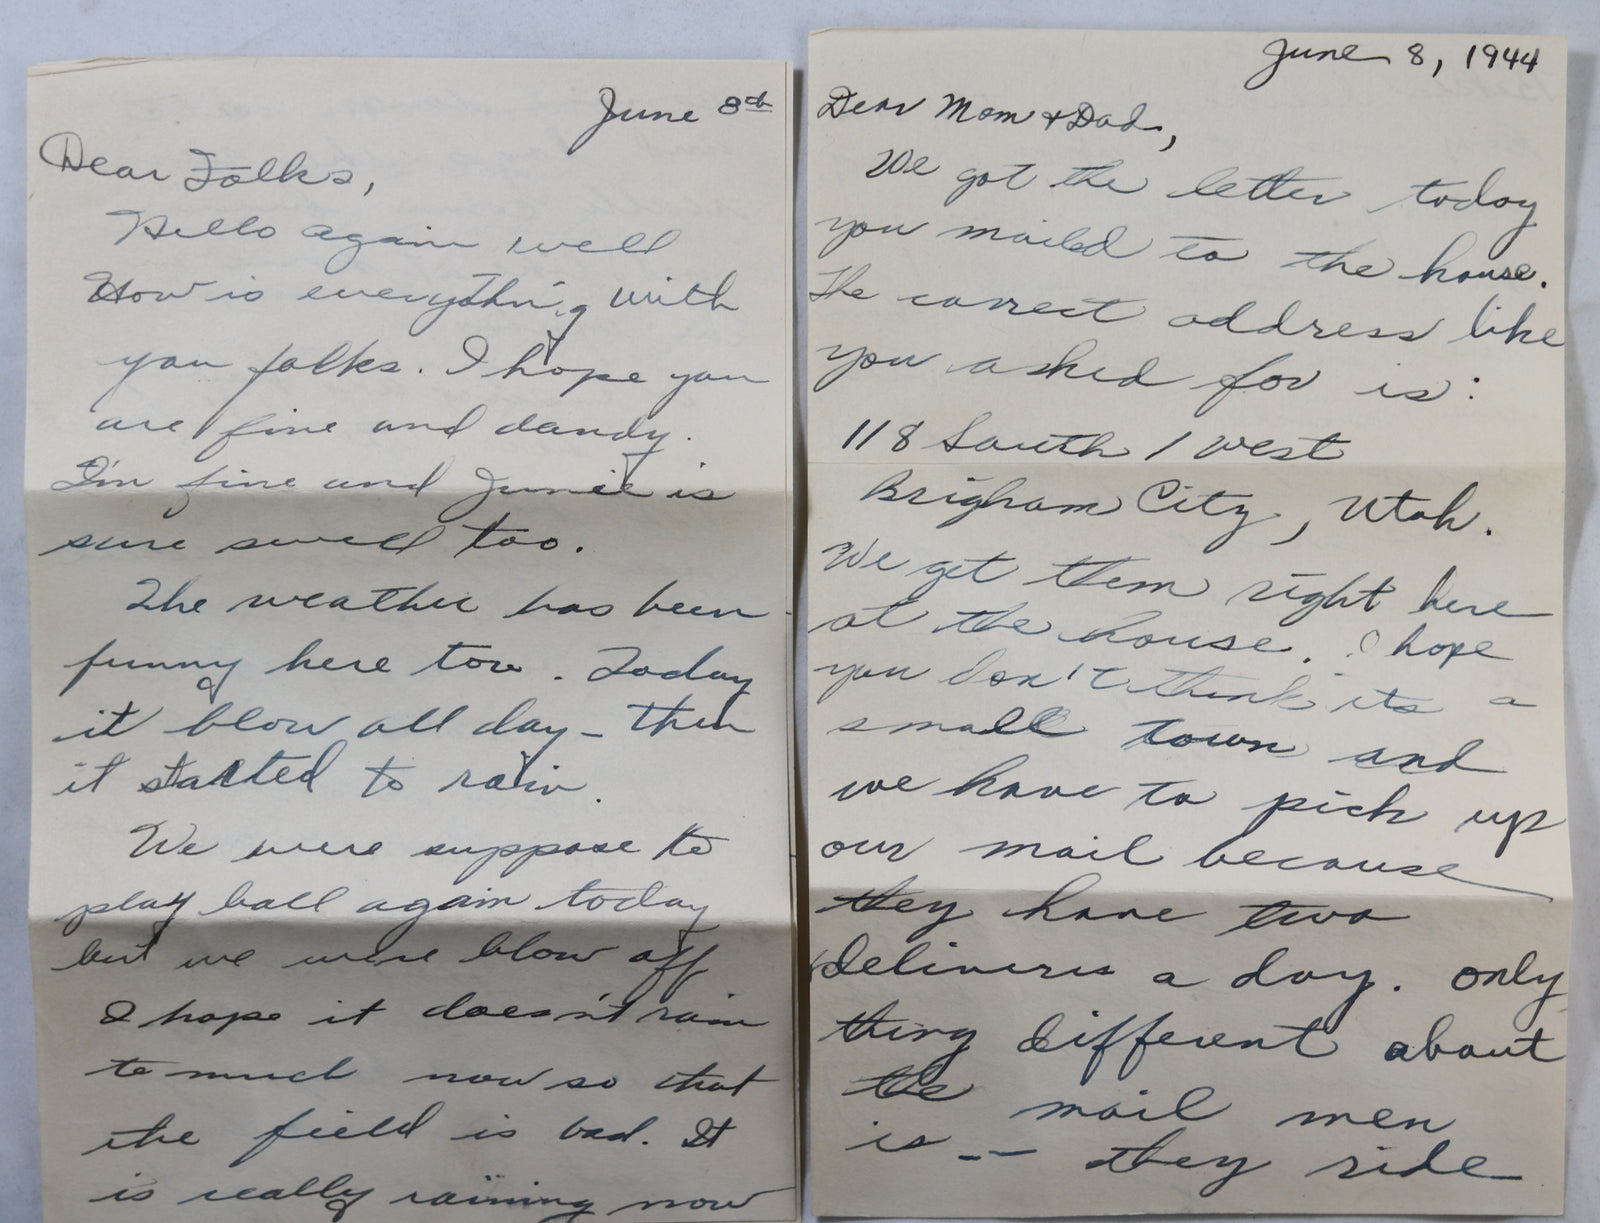 June 8th
Dear Folks,
Hello again well
How is everything with
you folks. I hope you
are fine and dandy.
I'm fine and Junie is
sure swell too.
The weather has been
funny here too. Today
it blow all day - then
it started to rain.
We were suppose to
play ball again today
but we were blow off
I hope it doesn't rain
to much now so that
the field is bad. It
is really raining now
June 8, 1944
Dear Mom & Dad,
We got the letter today
you mailed to the house.
The correct address like
you asked for is:
118 South 1 West
Brigham City, Utah.
We get them right here
at the house. I hope
you don't think its a
small town and
we have to pick up
our mail because
they have two
deliveries a day. Only
thing different about
the mail men
is -- they ride